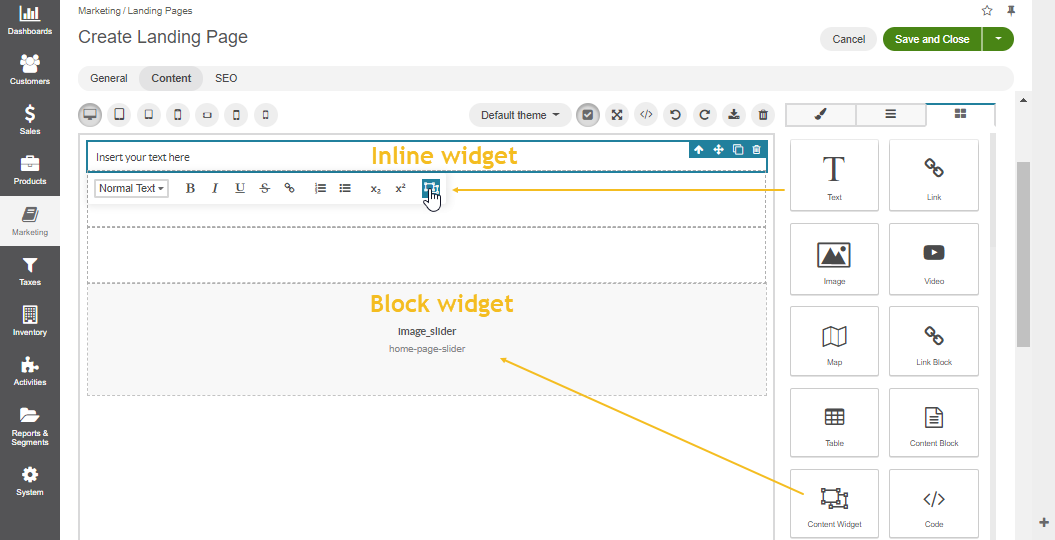 Dashboards
Customers
Sales
Products
Marketing
Taxes
Inventory
Activities
Reports &
Segments
System
Marketing / Landing Pages
Create Landing Page
Cancel
Save and Close
General
Content
SEO
Default theme
Insert your text here
Inline widget
Normal Text
B I U S x₂ x²
Block widget
image_slider
home-page-slider
Text
Link
Image
Video
Map
Link Block
Table
Content Block
Content Widget
Code